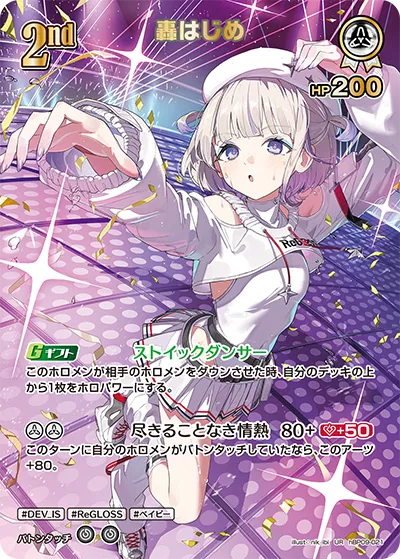 2nd
轟はじめ
HP200
Gギフト ストイックダンサー
このホロメンが相手のホロメンをダウンさせた時、自分のデッキの上
から1枚をホロパワーにする。
尽きることなき情熱 80+ +50
このターンに自分のホロメンがバトンタッチしていたなら、このアーツ
+80。
#DEV_IS #ReGLOSS #ベイビー
バトンタッチ
illust: nik_ibi UR hBP09-021